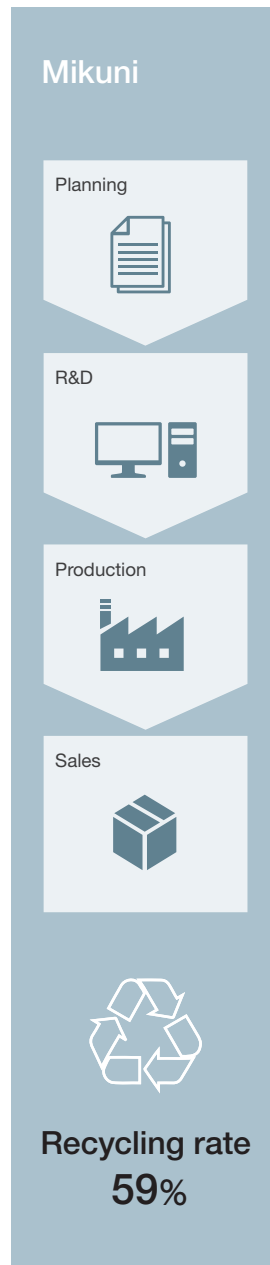 Mikuni
Planning
R&D
Production
Sales
Recycling rate
59%